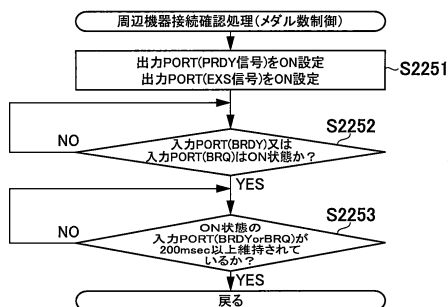 周辺機器接続確認処理(メダル数制御)
出力PORT(PRDY信号)をON設定
出力PORT(EXS信号)をON設定
S2251
S2252
入力PORT(BRDY)又は
入力PORT(BRQ)はON状態か?
NO
YES
S2253
ON状態の
入力PORT(BRDYorBRQ)が
200msec以上維持されて
いるか?
NO
YES
戻る